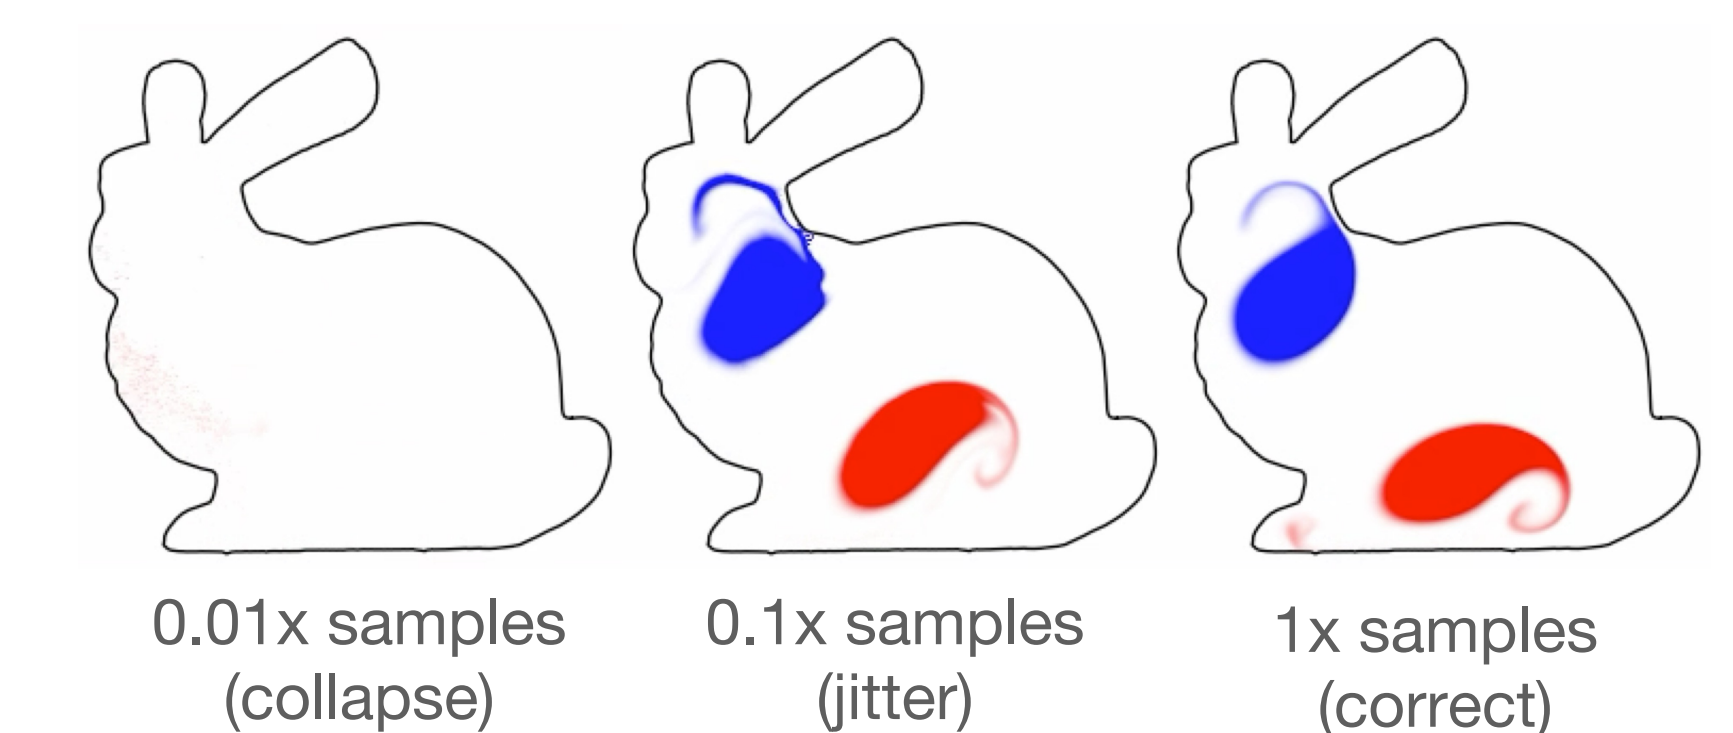 0.01x samples
(collapse)
0.1x samples
(jitter)
1x samples
(correct)